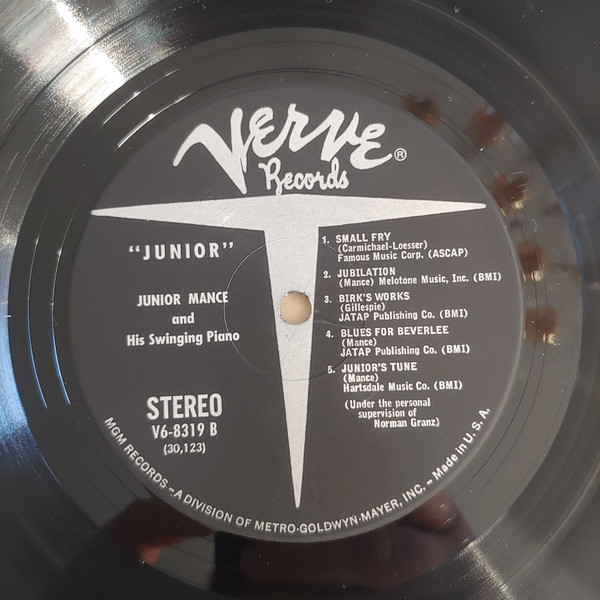 Verve®
Records
"JUNIOR"
JUNIOR MANCE
and
His Swinging Piano
STEREO
V6-8319 B
(30,123)
1. SMALL FRY
(Carmichael-Loesser)
Famous Music Corp. (ASCAP)
2. JUBILATION
(Mance) Melotone Music, Inc. (BMI)
3. BIRK'S WORKS
(Gillespie)
JATAP Publishing Co. (BMI)
4. BLUES FOR BEVERLEE
(Mance)
JATAP Publishing Co. (BMI)
5. JUNIOR'S TUNE
(Mance)
Hartsdale Music Co. (BMI)
(Under the personal
supervision of
Norman Granz)
MGM RECORDS – A DIVISION OF METRO-GOLDWYN-MAYER, INC. – Made in U.S.A.